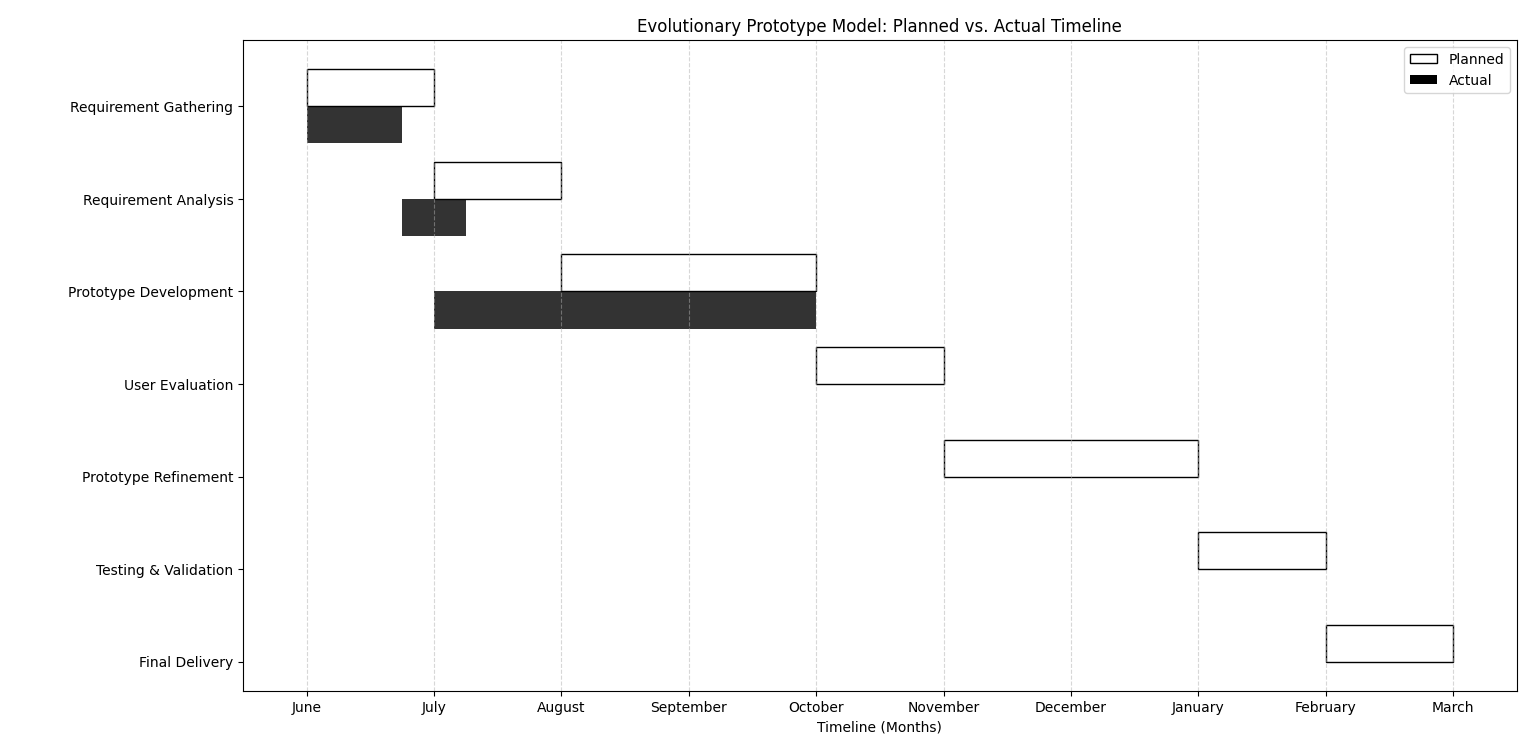 Evolutionary Prototype Model: Planned vs. Actual Timeline
Planned
Actual
Requirement Gathering
Requirement Analysis
Prototype Development
User Evaluation
Prototype Refinement
Testing & Validation
Final Delivery
June July August September October November December January February March
Timeline (Months)